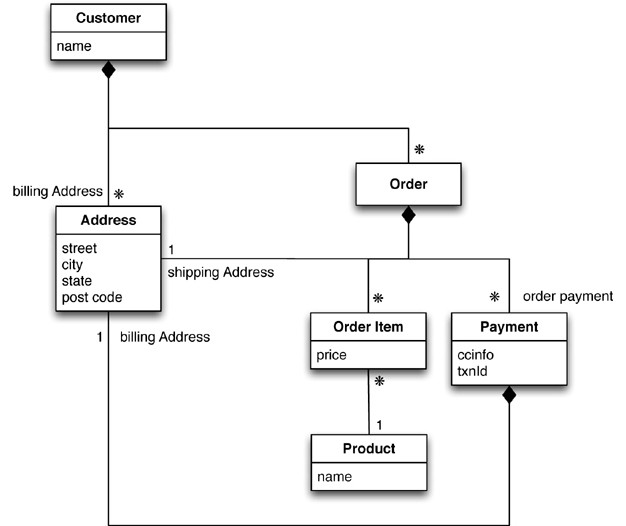 Customer
name
*
Order
billing Address *
Address
street
city
state
post code
1
shipping Address
* * order payment
Order Item
price
Payment
ccinfo
txnId
1 billing Address
*
1
Product
name